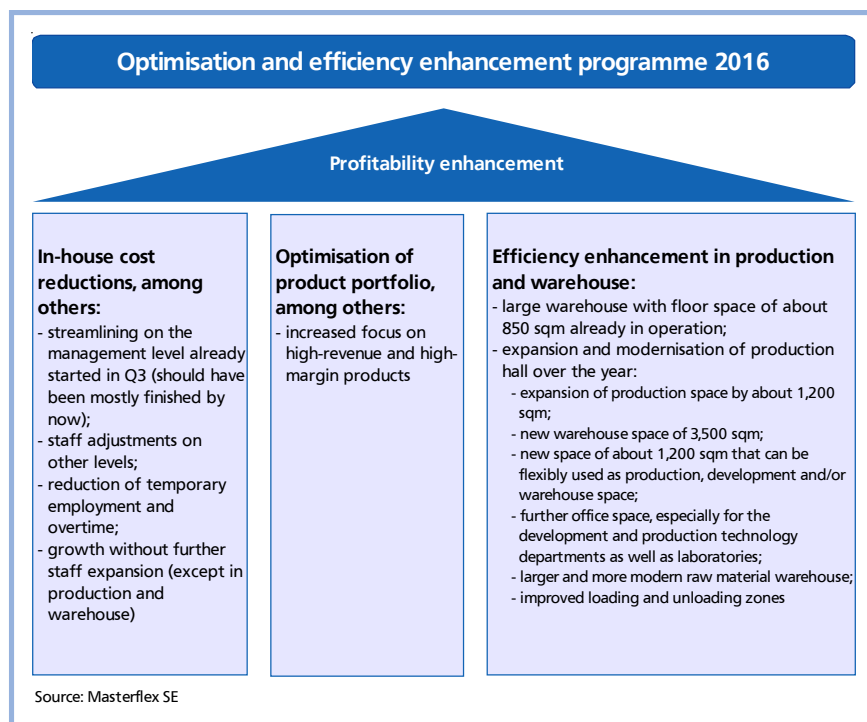 Optimisation and efficiency enhancement programme 2016
Profitability enhancement
In-house cost
reductions, among
others:
- streamlining on the
management level already
started in Q3 (should have
been mostly finished by
now);
- staff adjustments on
other levels;
- reduction of temporary
employment and
overtime;
- growth without further
staff expansion (except in
production and
warehouse)
Optimisation of
product portfolio,
among others:
- increased focus on
high-revenue and high-
margin products
Efficiency enhancement in production
and warehouse:
- large warehouse with floor space of about
850 sqm already in operation;
- expansion and modernisation of production
hall over the year:
- expansion of production space by about 1,200
sqm;
- new warehouse space of 3,500 sqm;
- new space of about 1,200 sqm that can be
flexibly used as production, development and/or
warehouse space;
- further office space, especially for the
development and production technology
departments as well as laboratories;
- larger and more modern raw material warehouse;
- improved loading and unloading zones
Source: Masterflex SE